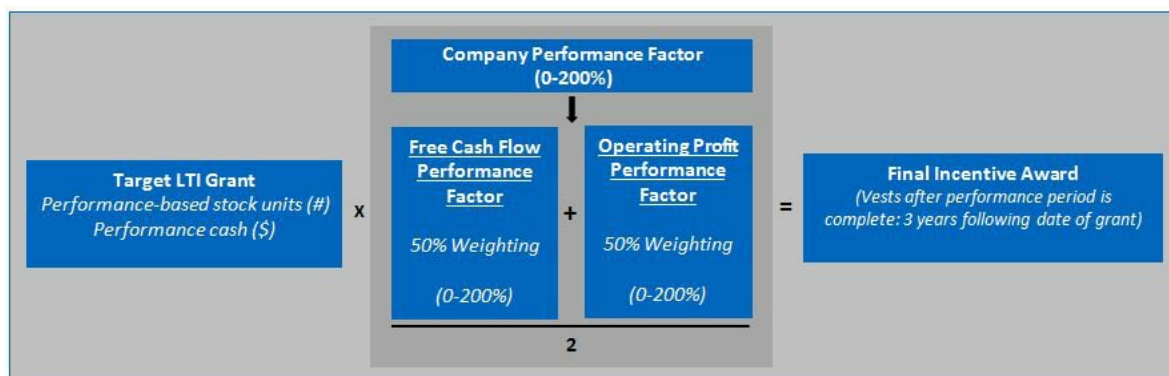 Company Performance Factor
(0-200%)
Target LTI Grant
Performance-based stock units (#)
Performance cash ($)
x
Free Cash Flow
Performance
Factor
50% Weighting
(0-200%)
+
Operating Profit
Performance
Factor
50% Weighting
(0-200%)
2
=
Final Incentive Award
(Vests after performance period is
complete: 3 years following date of grant)